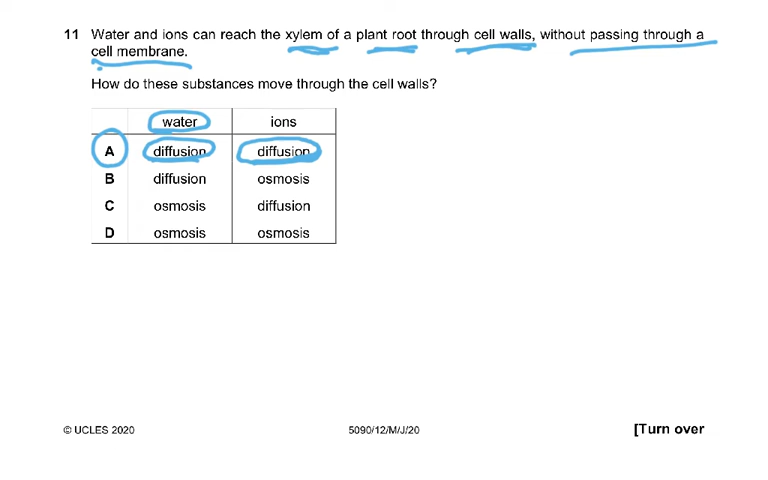 11 Water and ions can reach the xylem of a plant root through cell walls, without passing through a
cell membrane.
How do these substances move through the cell walls?
water ions
A diffusion diffusion
B diffusion osmosis
C osmosis diffusion
D osmosis osmosis
© UCLES 2020 5090/12/M/J/20 [Turn over